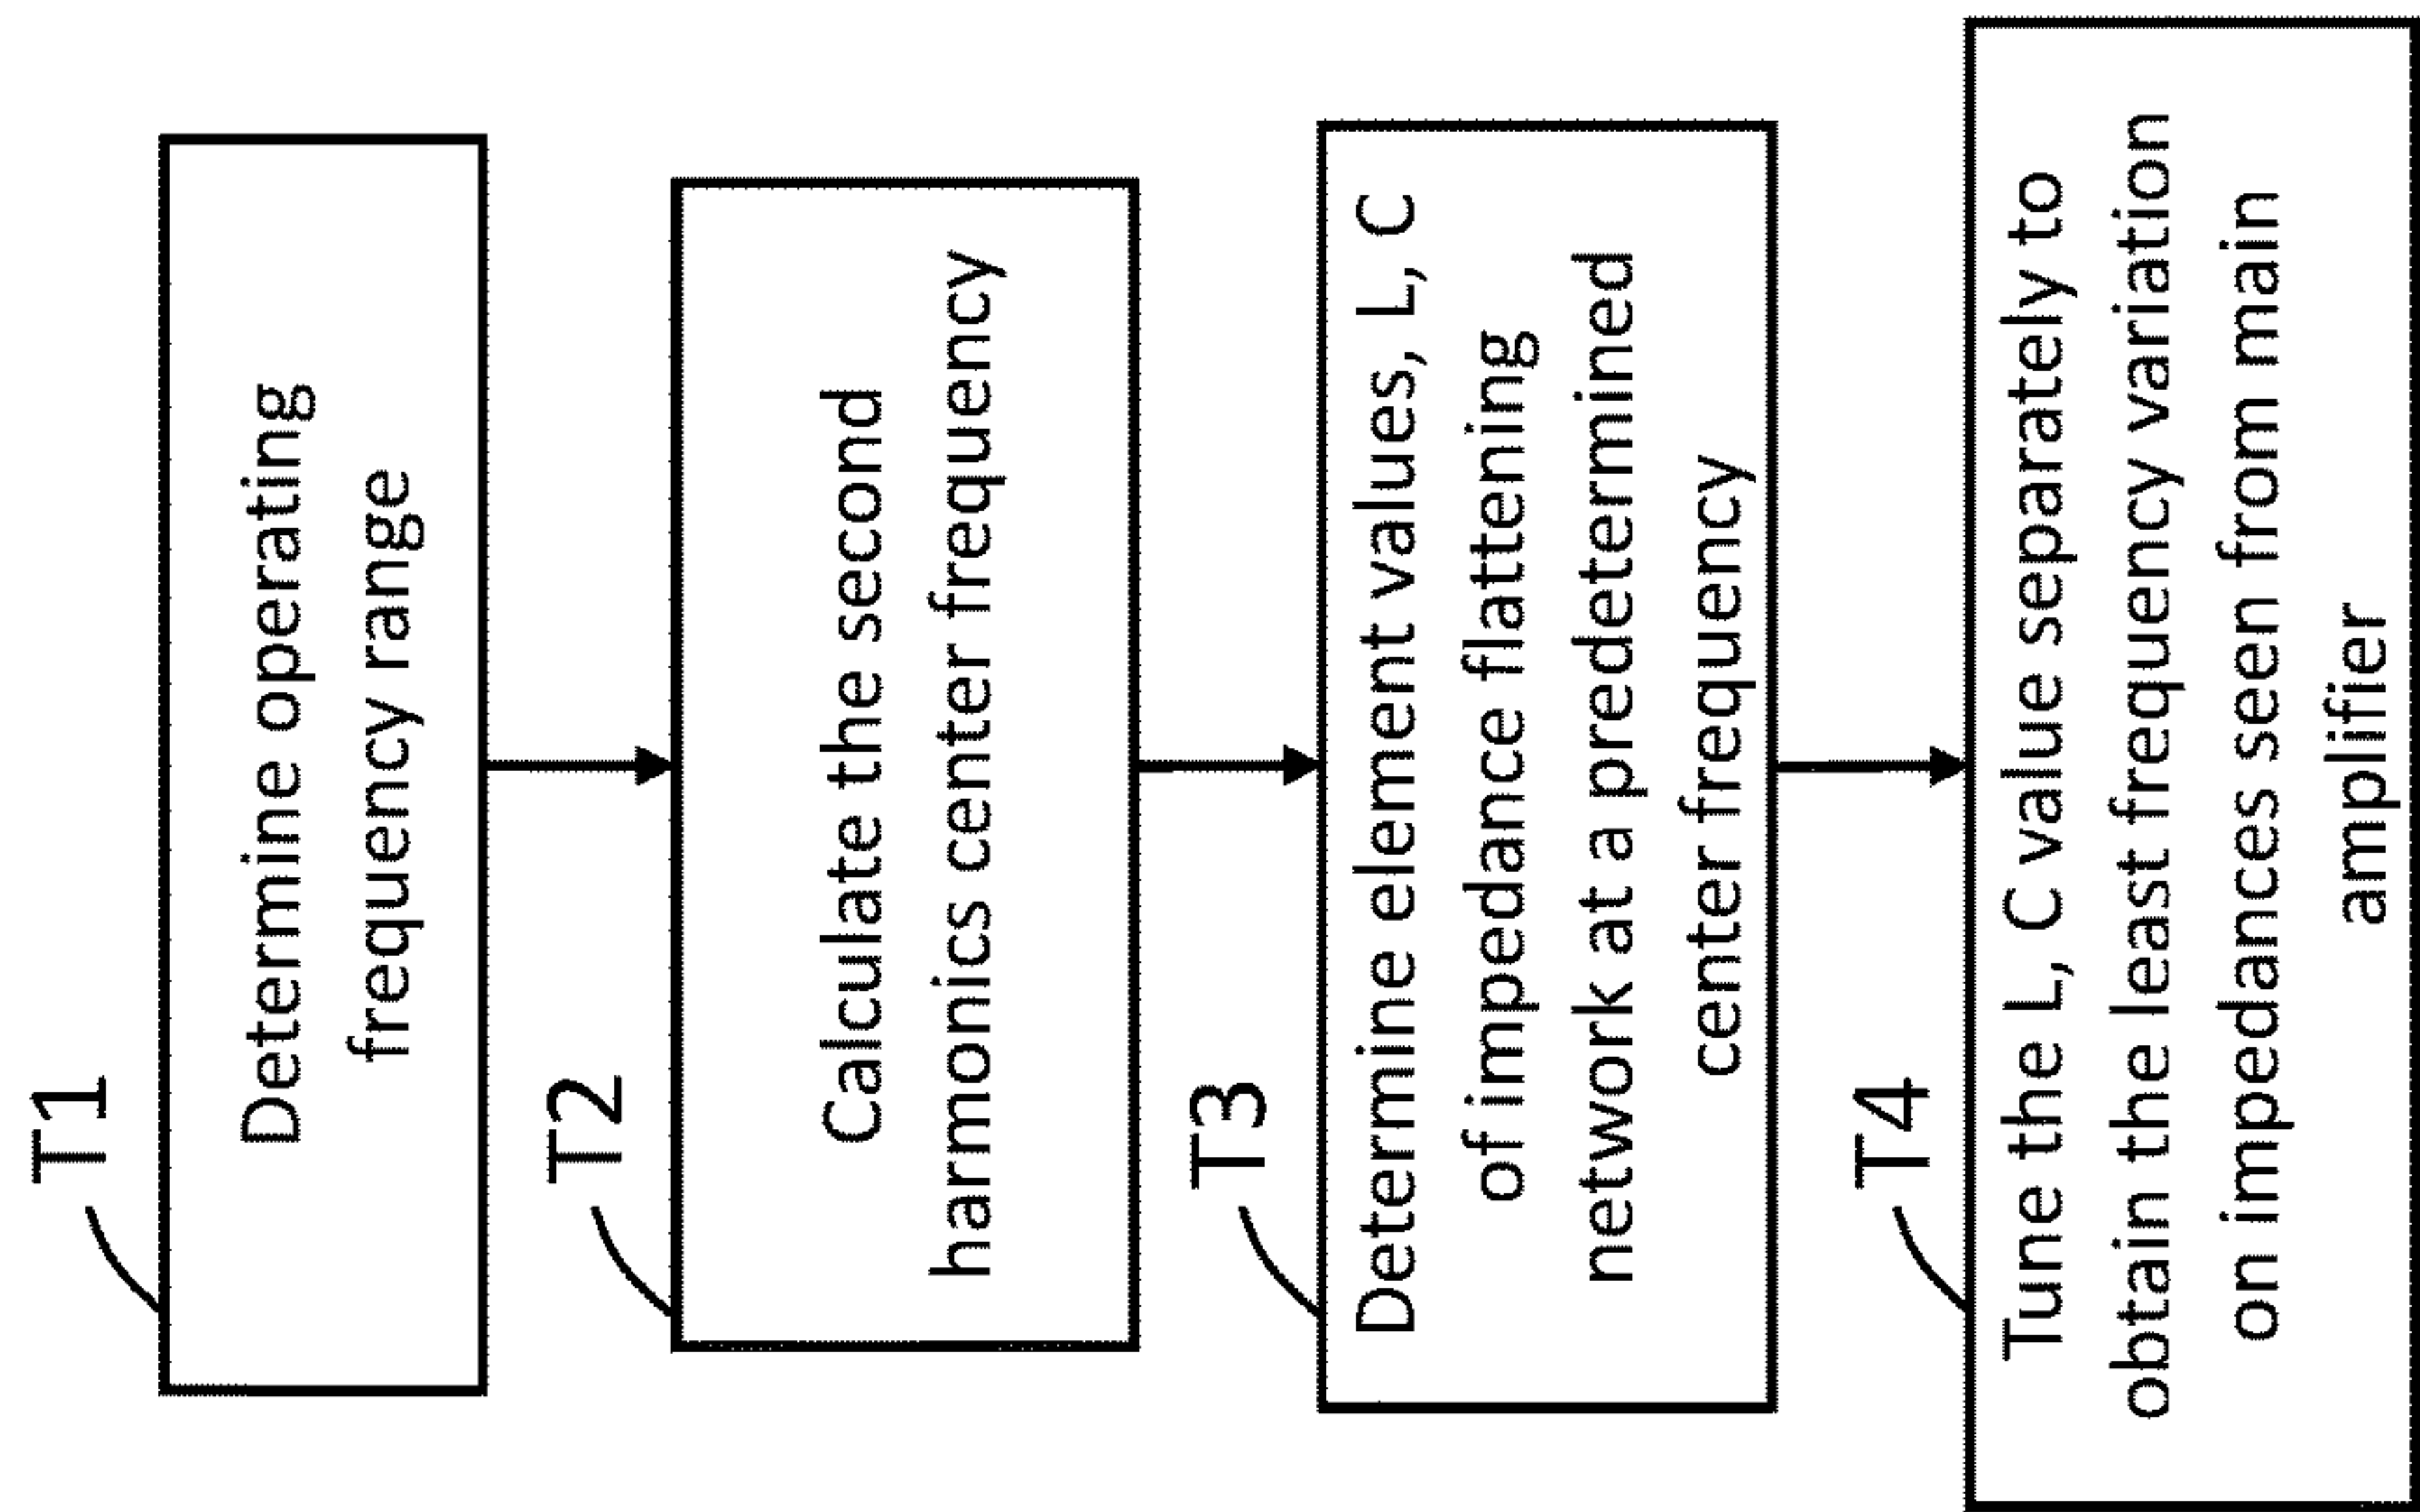 T1
Determine operating
frequency range
T2
Calculate the second
harmonics center frequency
T3
Determine element values, L, C
of impedance flattening
network at a predetermined
center frequency
T4
Tune the L, C value separately to
obtain the least frequency variation
on impedances seen from main
amplifier